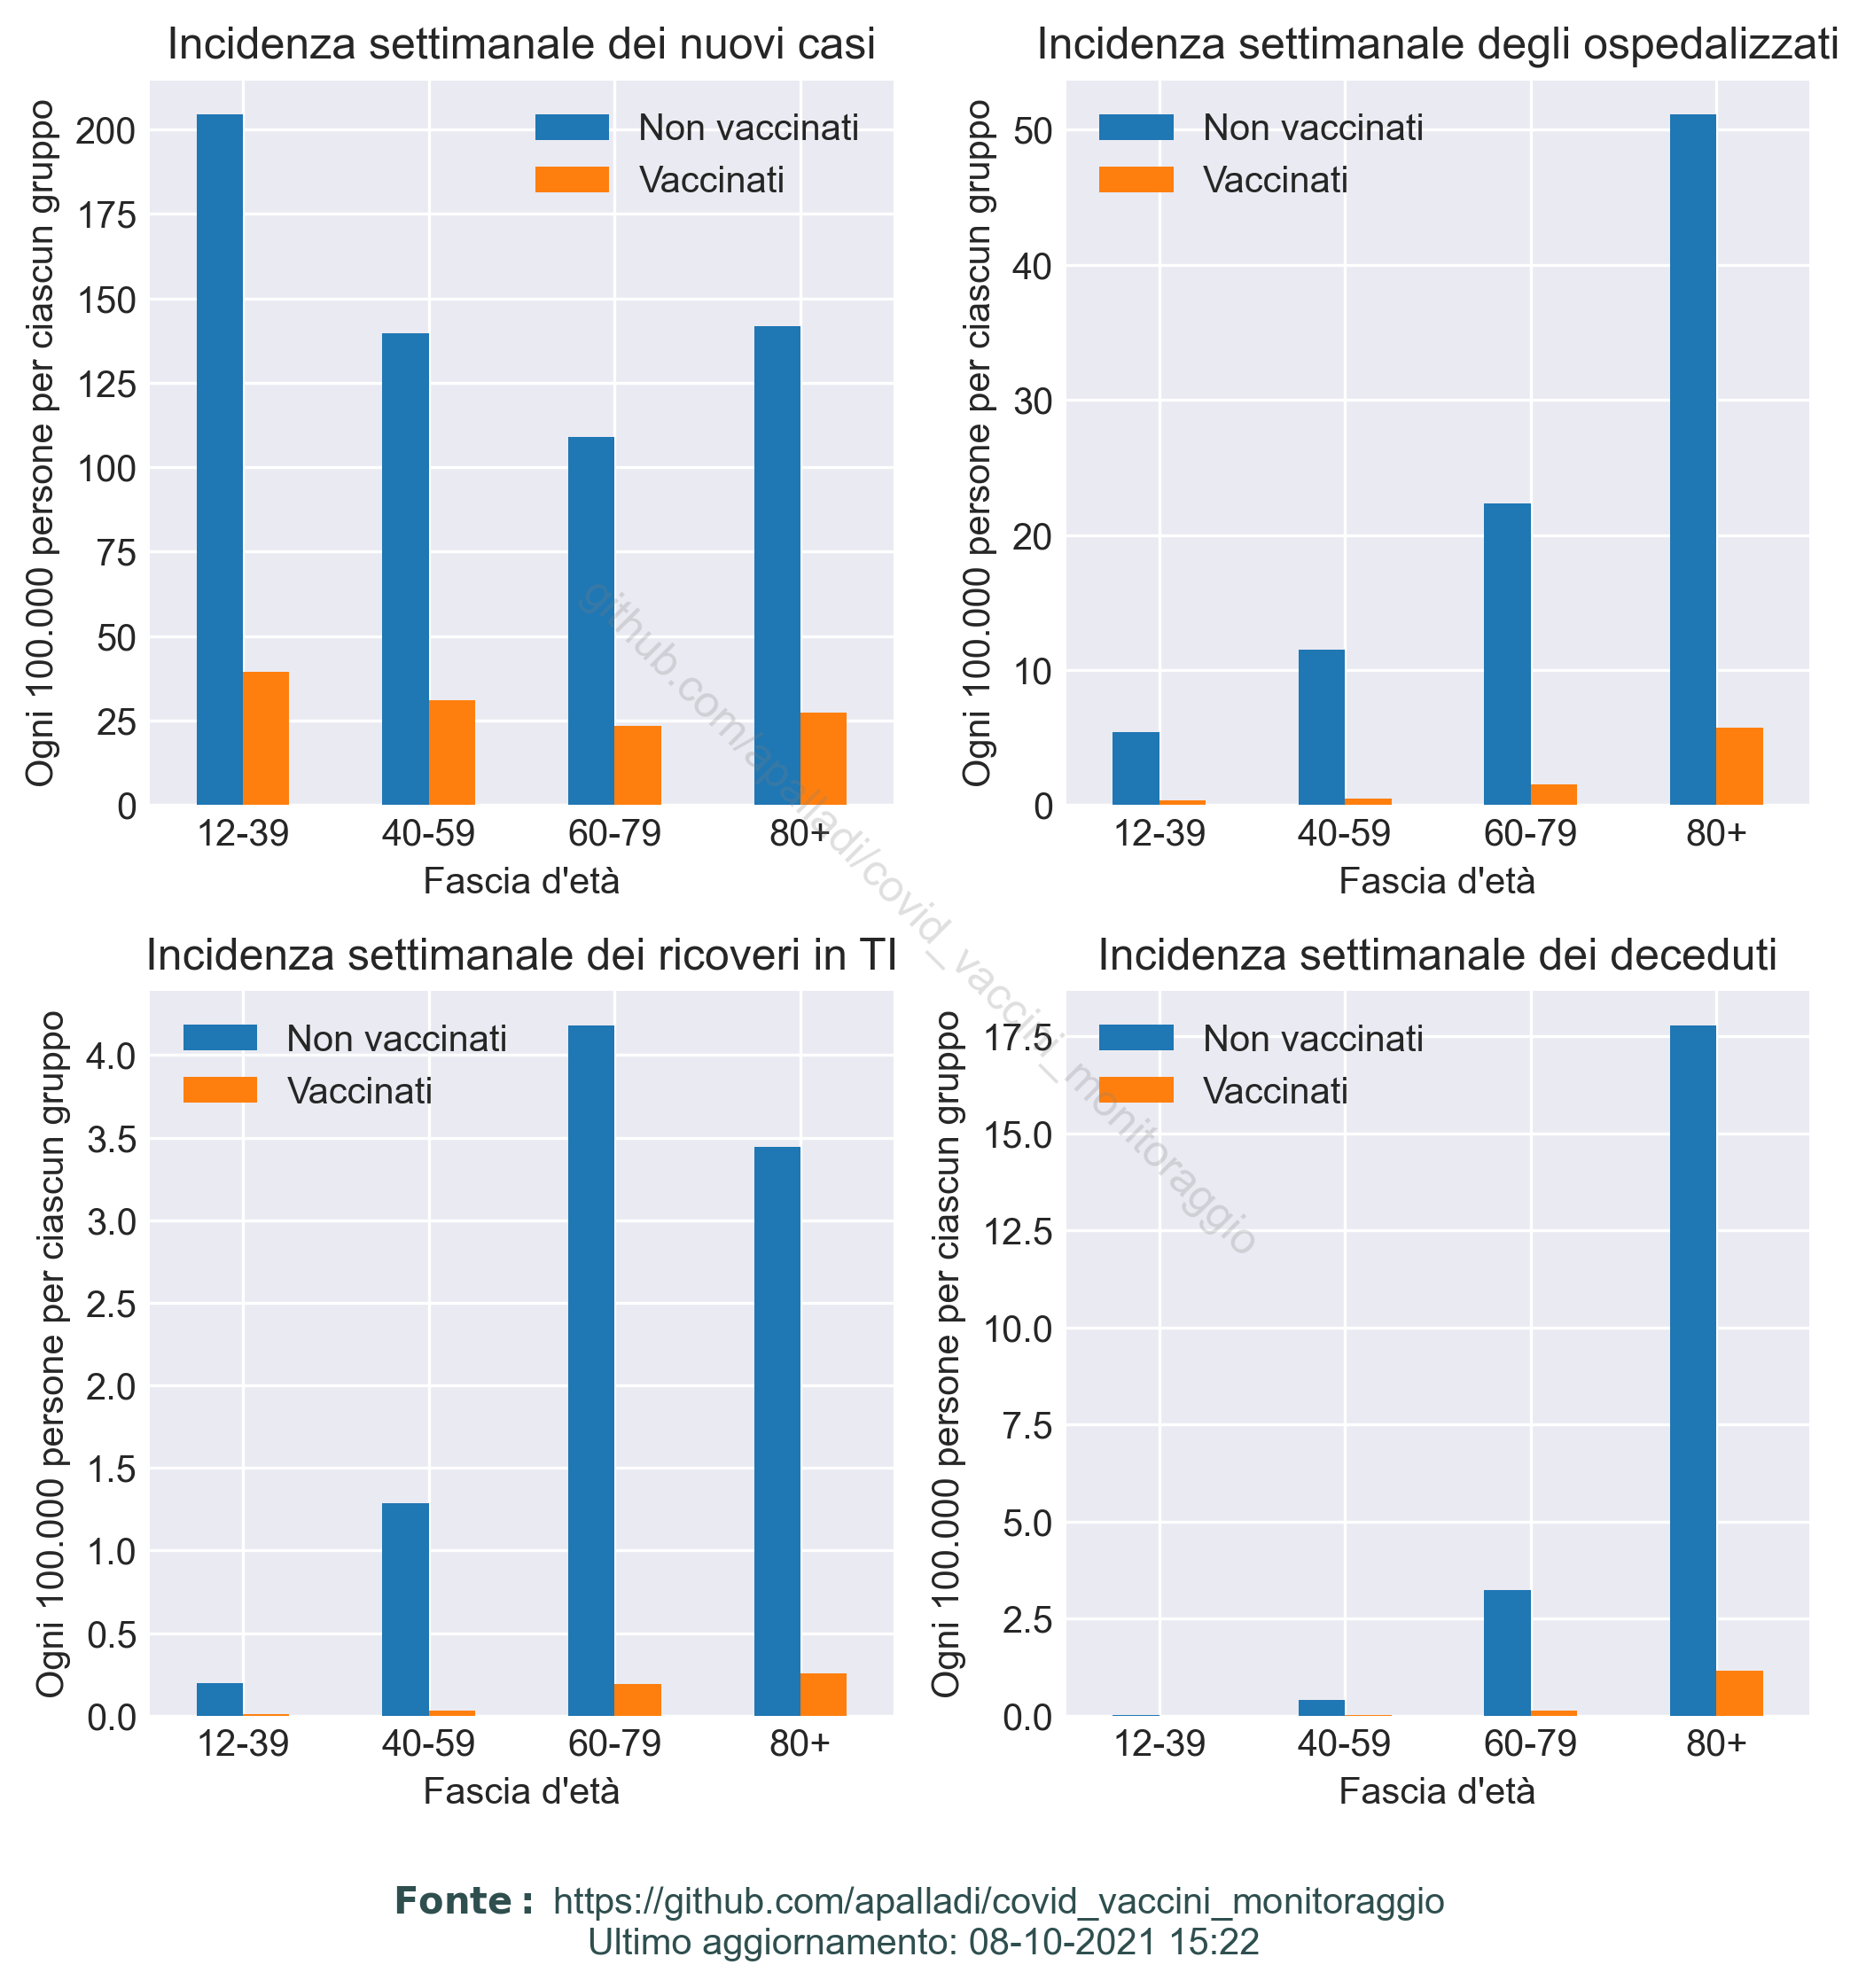 Incidenza settimanale dei nuovi casi
Ogni 100.000 persone per ciascun gruppo
200
175
150
125
100
75
50
25
0
Non vaccinati
Vaccinati
12-39 40-59 60-79 80+
Fascia d'età
Incidenza settimanale degli ospedalizzati
Ogni 100.000 persone per ciascun gruppo
50
40
30
20
10
0
Non vaccinati
Vaccinati
12-39 40-59 60-79 80+
Fascia d'età
Incidenza settimanale dei ricoveri in TI
Ogni 100.000 persone per ciascun gruppo
4.0
3.5
3.0
2.5
2.0
1.5
1.0
0.5
0.0
Non vaccinati
Vaccinati
12-39 40-59 60-79 80+
Fascia d'età
Incidenza settimanale dei deceduti
Ogni 100.000 persone per ciascun gruppo
17.5
15.0
12.5
10.0
7.5
5.0
2.5
0.0
Non vaccinati
Vaccinati
12-39 40-59 60-79 80+
Fascia d'età
github.com/apalladi/covid_vaccini_monitoraggio
Fonte: https://github.com/apalladi/covid_vaccini_monitoraggio
Ultimo aggiornamento: 08-10-2021 15:22